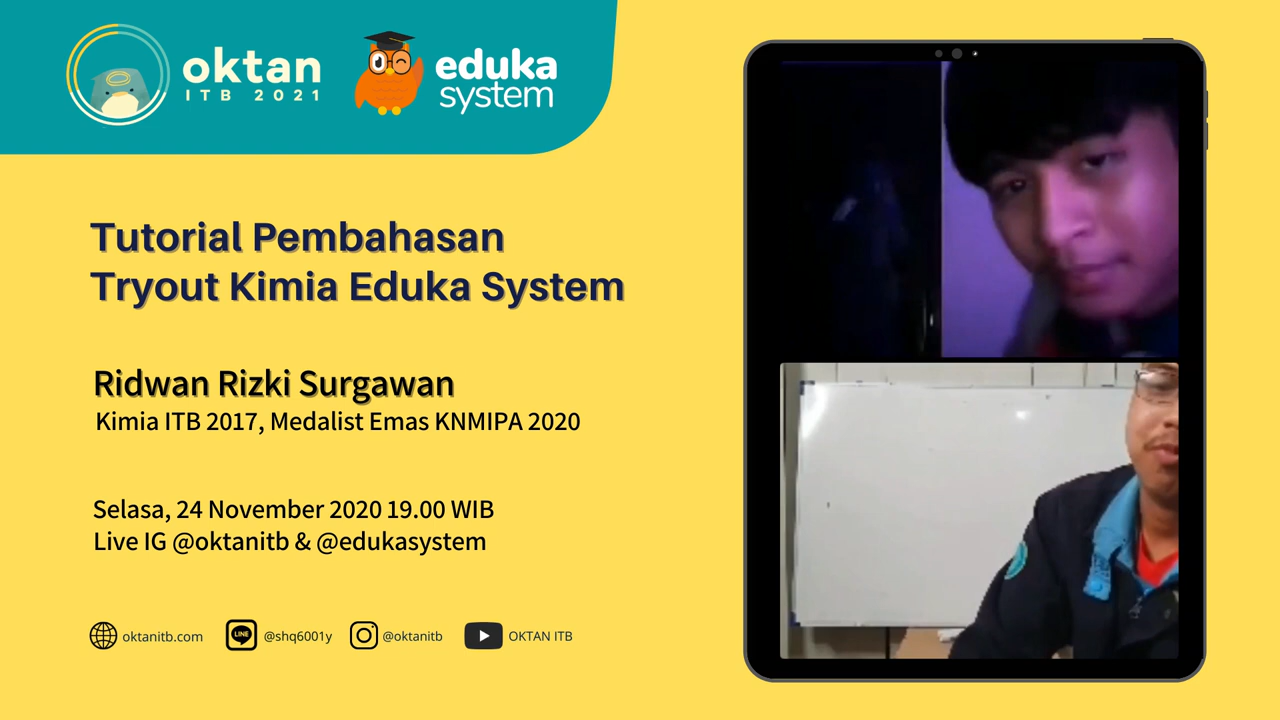 oktan
ITB 2021
eduka
system
Tutorial Pembahasan
Tryout Kimia Eduka System
Ridwan Rizki Surgawan
Kimia ITB 2017, Medalist Emas KNMIPA 2020
Selasa, 24 November 2020 19.00 WIB
Live IG @oktanitb & @edukasystem
oktanitb.com LINE @shq6001y @oktanitb OKTAN ITB